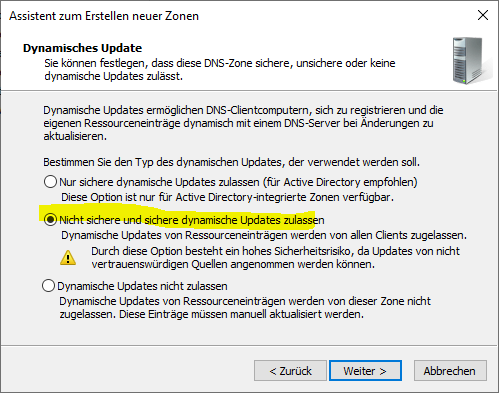 Assistent zum Erstellen neuer Zonen
Dynamisches Update
Sie können festlegen, dass diese DNS-Zone sichere, unsichere oder keine
dynamische Updates zulässt.
Dynamische Updates ermöglichen DNS-Clientcomputern, sich zu registrieren und die
eigenen Ressourceneinträge dynamisch mit einem DNS-Server bei Änderungen zu
aktualisieren.
Bestimmen Sie den Typ des dynamischen Updates, der verwendet werden soll.
Nur sichere dynamische Updates zulassen (für Active Directory empfohlen)
Diese Option ist nur für Active Directory-integrierte Zonen verfügbar.
Nicht sichere und sichere dynamische Updates zulassen
Dynamische Updates von Ressourceneinträgen werden von allen Clients zugelassen.
Durch diese Option besteht ein hohes Sicherheitsrisiko, da Updates von nicht
vertrauenswürdigen Quellen angenommen werden können.
Dynamische Updates nicht zulassen
Dynamische Updates von Ressourceneinträgen werden von dieser Zone nicht
zugelassen. Diese Einträge müssen manuell aktualisiert werden.
< Zurück Weiter > Abbrechen